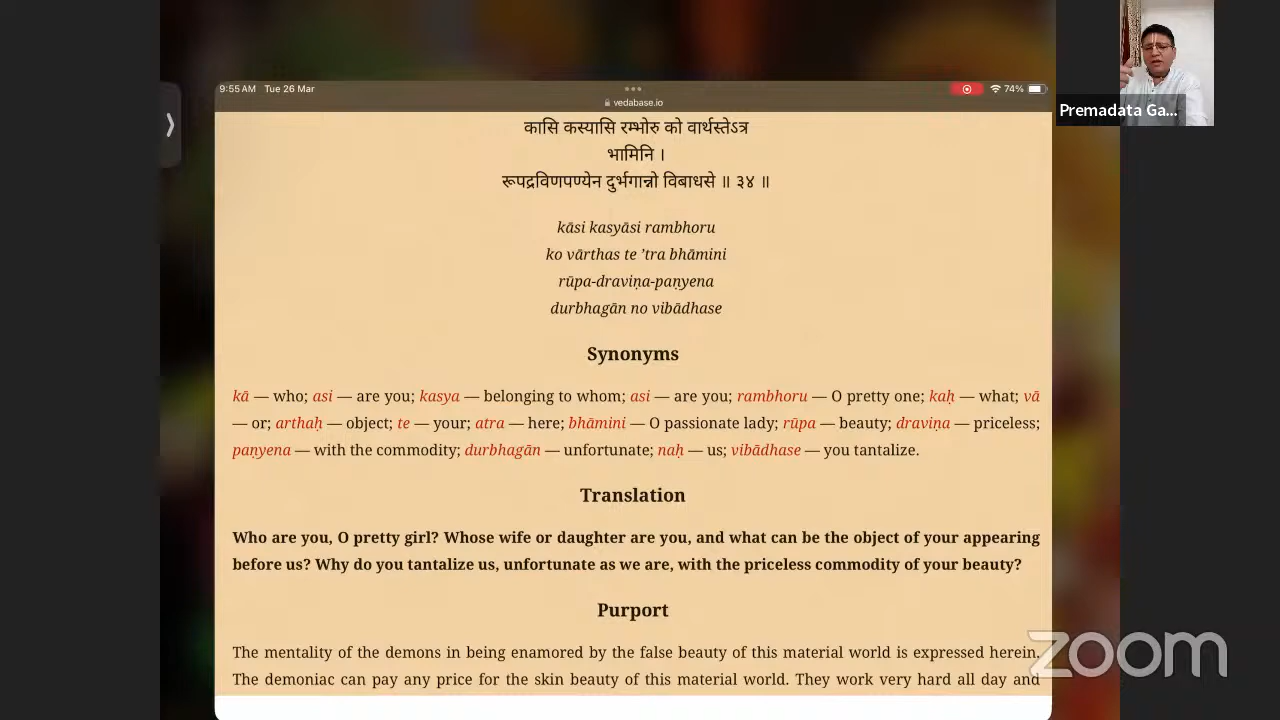 9:55 AM Tue 26 Mar
74%
vedabase.io
Premadata Ga...
कासि कस्यासि रम्भोरु को वार्थस्तेऽत्र
भामिनि ।
रूपद्रविणपण्येन दुर्भगान्नो विबाधसे ॥ ३४ ॥
kāsi kasyāsi rambhoru
ko vārthas te ’tra bhāmini
rūpa-draviṇa-paṇyena
durbhagān no vibādhase
Synonyms
kā — who; asi — are you; kasya — belonging to whom; asi — are you; rambhoru — O pretty one; kaḥ — what; vā
— or; arthaḥ — object; te — your; atra — here; bhāmini — O passionate lady; rūpa — beauty; draviṇa — priceless;
paṇyena — with the commodity; durbhagān — unfortunate; naḥ — us; vibādhase — you tantalize.
Translation
Who are you, O pretty girl? Whose wife or daughter are you, and what can be the object of your appearing
before us? Why do you tantalize us, unfortunate as we are, with the priceless commodity of your beauty?
Purport
The mentality of the demons in being enamored by the false beauty of this material world is expressed herein.
The demoniac can pay any price for the skin beauty of this material world. They work very hard all day and
zoom